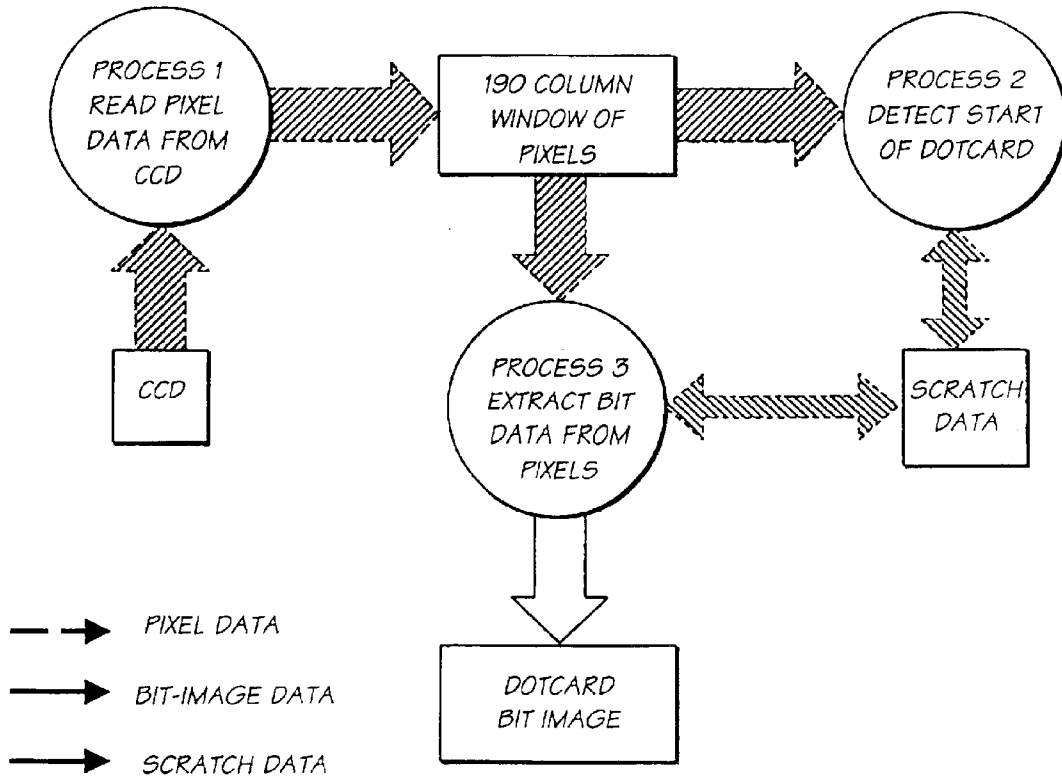 PROCESS 1
READ PIXEL
DATA FROM
CCD
190 COLUMN
WINDOW OF
PIXELS
PROCESS 2
DETECT START
OF DOTCARD
CCD
PROCESS 3
EXTRACT BIT
DATA FROM
PIXELS
SCRATCH
DATA
PIXEL DATA
BIT-IMAGE DATA
SCRATCH DATA
DOTCARD
BIT IMAGE